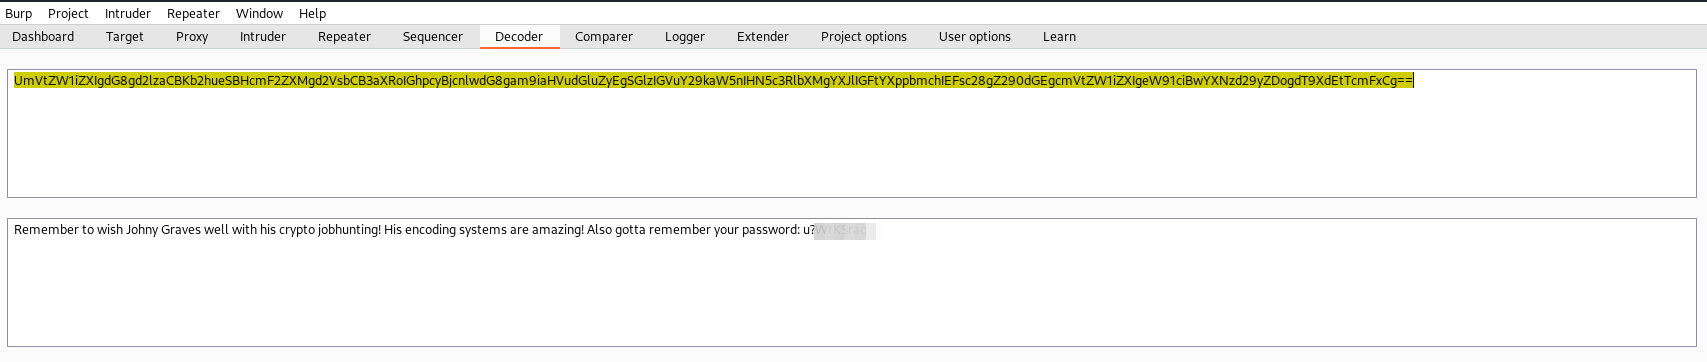 Burp Project Intruder Repeater Window Help
Dashboard Target Proxy Intruder Repeater Sequencer Decoder Comparer Logger Extender Project options User options Learn
UmVtZW1iZXIgdG8gd2lzaCBKb2hueSBHcmF2ZXMgd2VsbCB3aXRoIGhpcyBjcnlwdG8gam9iaHVudGluZyEgSGlzIGVuY29kaW5nIHN5c3RlbXMgYXJlIGFtYXppbmchIEFsc28gZ290dGEgcmVtZW1iZXIgeW91ciBwYXNzd29yZDogdT9XdEtTcmFxCg==
Remember to wish Johny Graves well with his crypto jobhunting! His encoding systems are amazing! Also gotta remember your password: u?